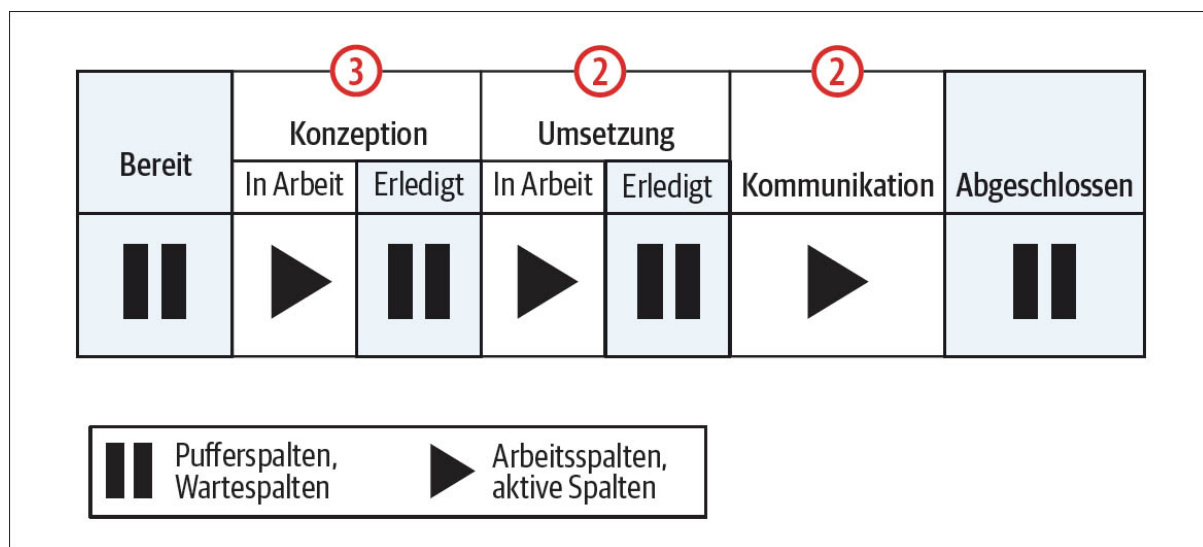 3
2
2
Bereit
Konzeption
Umsetzung
In Arbeit
Erledigt
In Arbeit
Erledigt
Kommunikation
Abgeschlossen
Pufferspalten,
Wartespalten
Arbeitsspalten,
aktive Spalten